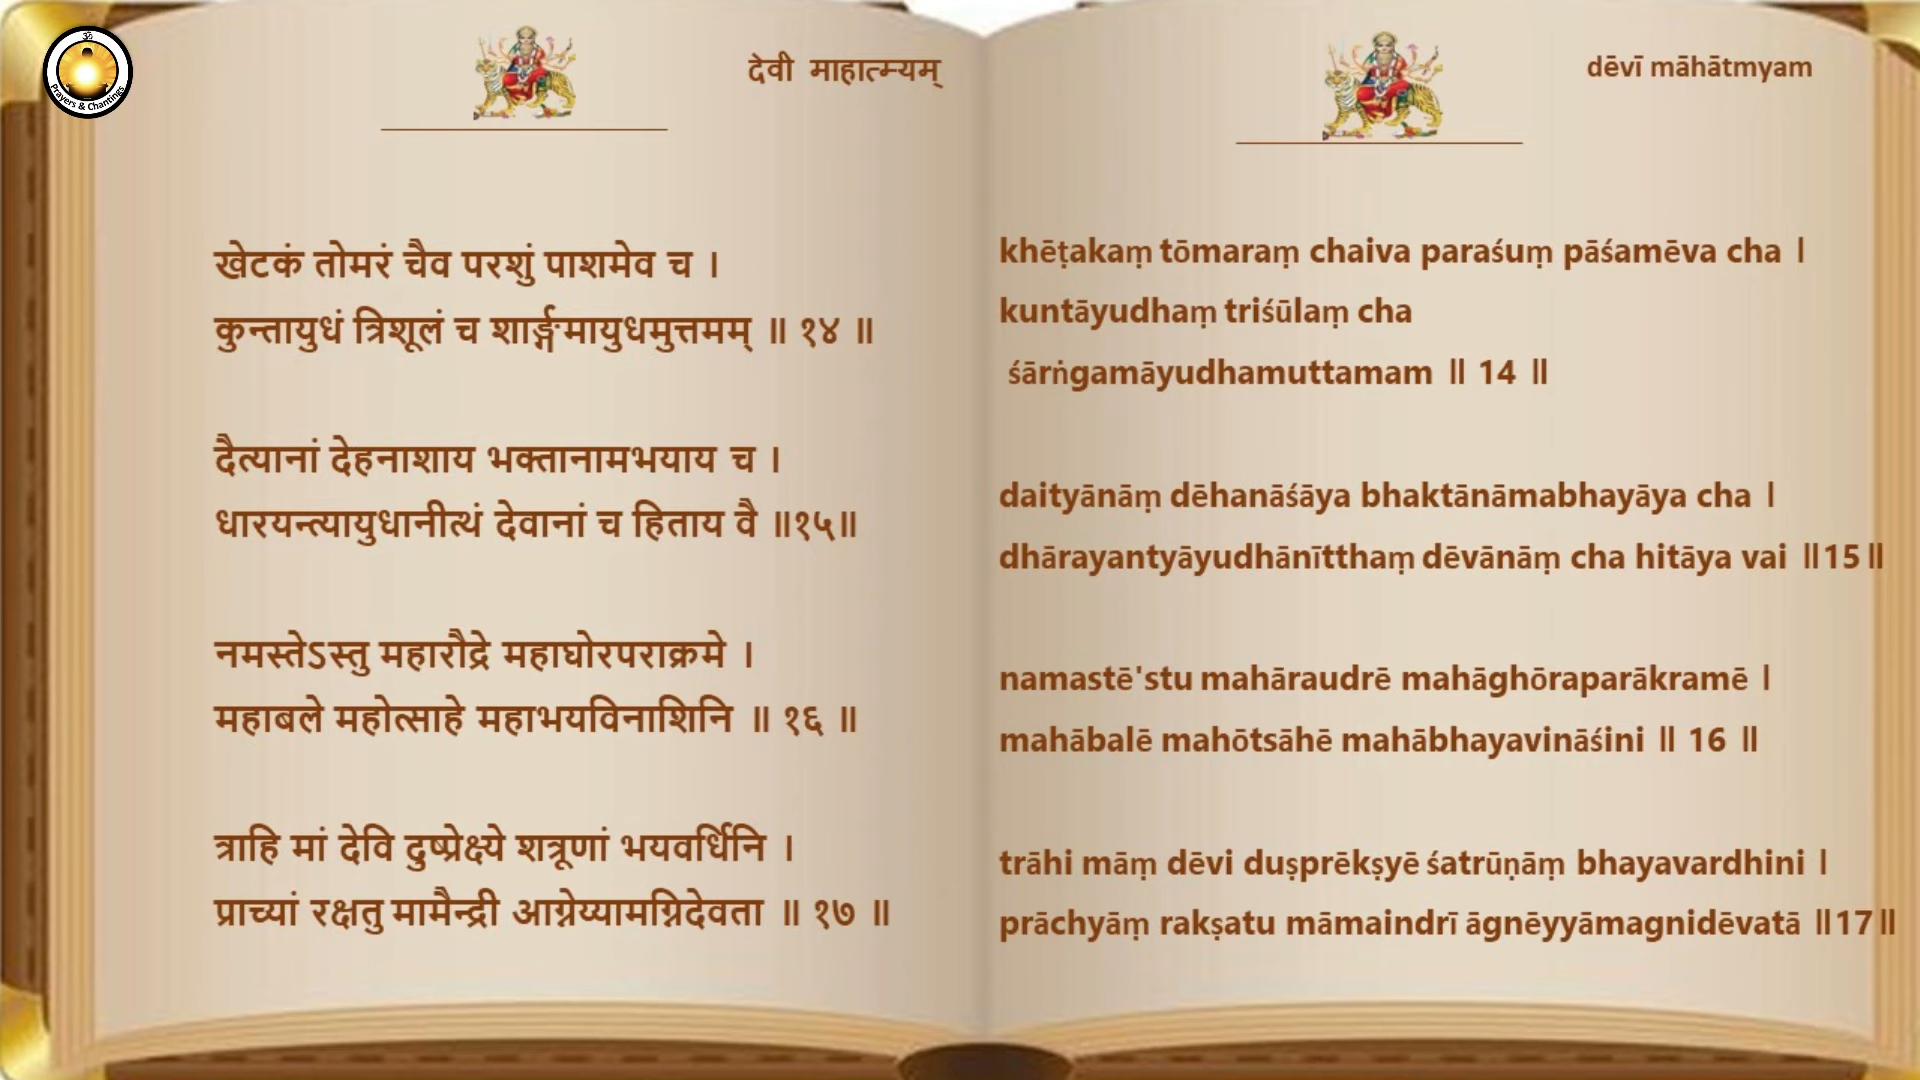 ॐ
Prayers & Chantings
देवी माहात्म्यम्
खेटकं तोमरं चैव परशुं पाशमेव च ।
कुन्तायुधं त्रिशूलं च शार्ङ्गमायुधमुत्तमम् ॥ १४ ॥
दैत्यानां देहनाशाय भक्तानामभयाय च ।
धारयन्त्यायुधानीत्थं देवानां च हिताय वै ॥१५॥
नमस्तेऽस्तु महारौद्रे महाघोरपराक्रमे ।
महाबले महोत्साहे महाभयविनाशिनि ॥ १६ ॥
त्राहि मां देवि दुष्प्रेक्ष्ये शत्रूणां भयवर्धिनि ।
प्राच्यां रक्षतु मामैन्द्री आग्नेय्यामग्निदेवता ॥ १७ ॥
dēvī māhātmyam
khēṭakaṃ tōmaraṃ chaiva paraśuṃ pāśamēva cha ।
kuntāyudhaṃ triśūlaṃ cha
śārṅgamāyudhamuttamam ॥ 14 ॥
daityānāṃ dēhanāśāya bhaktānāmabhayāya cha ।
dhārayantyāyudhānītthaṃ dēvānāṃ cha hitāya vai ॥15॥
namastē'stu mahāraudrē mahāghōraparākramē ।
mahābalē mahōtsāhē mahābhayavināśini ॥ 16 ॥
trāhi māṃ dēvi duṣprēkṣyē śatrūṇāṃ bhayavardhini ।
prāchyāṃ rakṣatu māmaindrī āgnēyyāmagnidēvatā ॥17॥